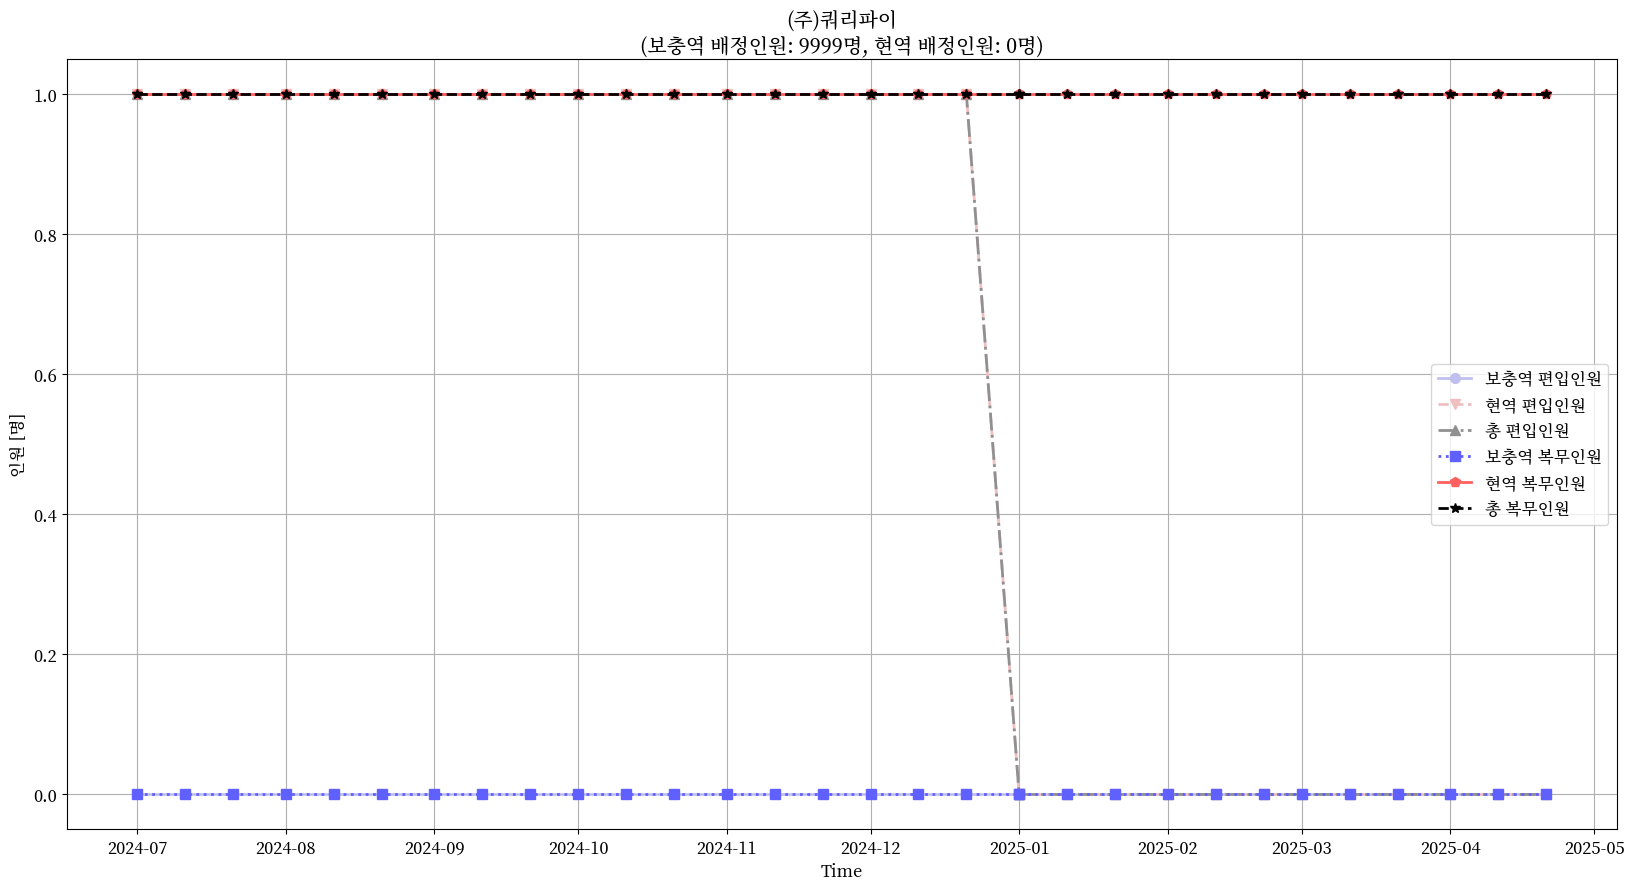 (주)쿼리파이
(보충역 배정인원: 9999명, 현역 배정인원: 0명)
1.0
0.8
0.6
0.4
0.2
0.0
인원 [명]
보충역 편입인원
현역 편입인원
총 편입인원
보충역 복무인원
현역 복무인원
총 복무인원
2024-07 2024-08 2024-09 2024-10 2024-11 2024-12 2025-01 2025-02 2025-03 2025-04 2025-05
Time